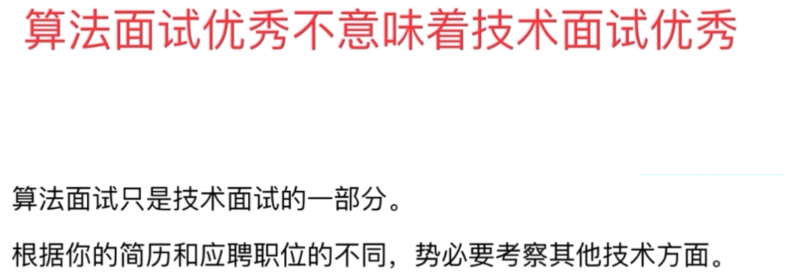 算法面试优秀不意味着技术面试优秀
算法面试只是技术面试的一部分。
根据你的简历和应聘职位的不同，势必要考察其他技术方面。